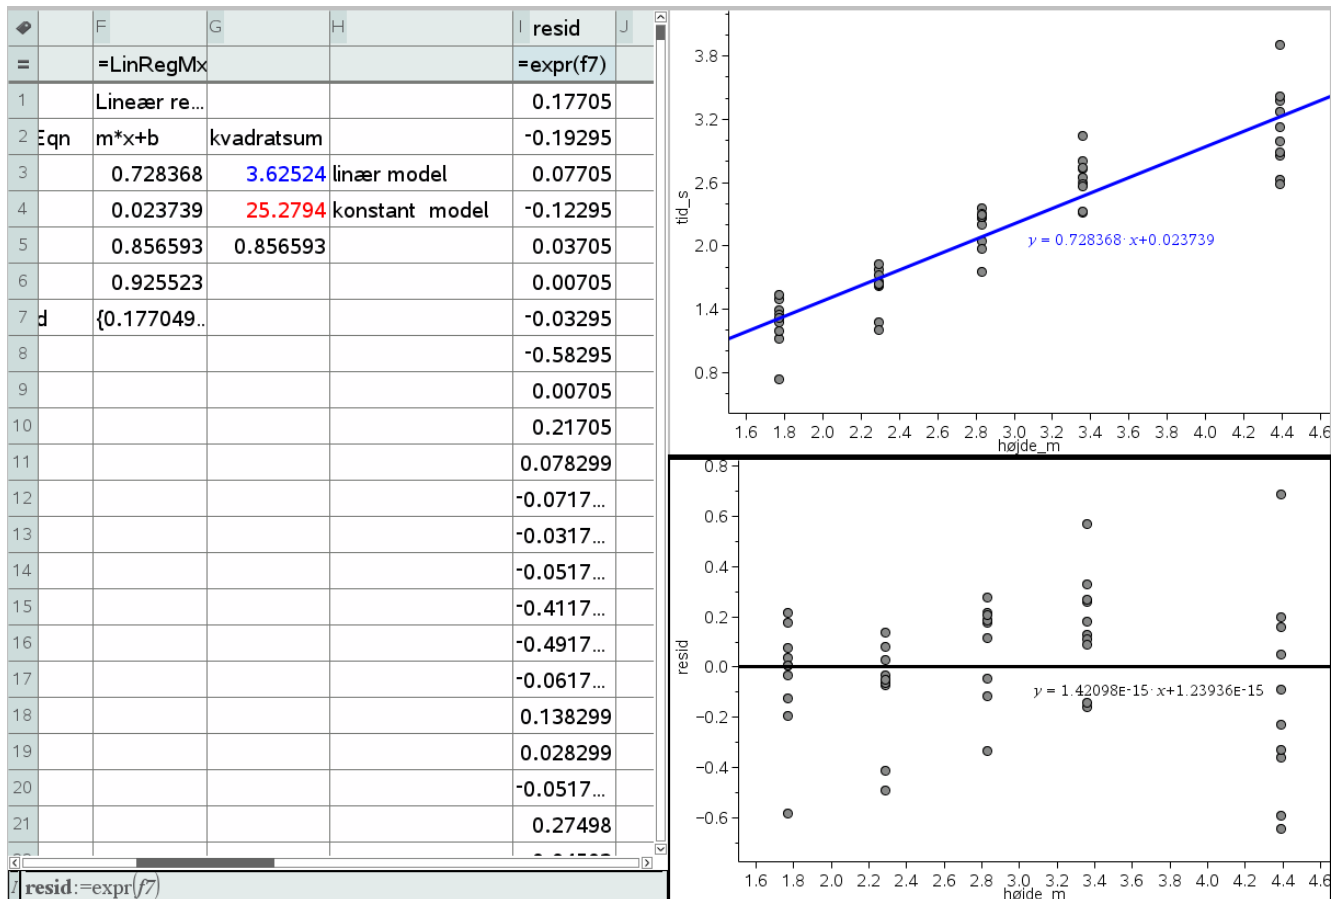 F G H I resid J
= =LinRegMx =expr(f7)
1 Lineær re... 0.17705
2 Eqn m*x+b kvadratsum -0.19295
3 0.728368 3.62524 linær model 0.07705
4 0.023739 25.2794 konstant model -0.12295
5 0.856593 0.856593 0.03705
6 0.925523 0.00705
7 d {0.177049.. -0.03295
8 -0.58295
9 0.00705
10 0.21705
11 0.078299
12 -0.0717...
13 -0.0317...
14 -0.0517...
15 -0.4117...
16 -0.4917...
17 -0.0617...
18 0.138299
19 0.028299
20 -0.0517...
21 0.27498
I resid:=expr(f7)
3.8
3.2
2.6
2.0
1.4
0.8
tid_s
y = 0.728368·x+0.023739
1.6 1.8 2.0 2.2 2.4 2.6 2.8 3.0 3.2 3.4 3.6 3.8 4.0 4.2 4.4 4.6
højde_m
0.8
0.6
0.4
0.2
0.0
-0.2
-0.4
-0.6
resid
y = 1.42098E-15·x+1.23936E-15
1.6 1.8 2.0 2.2 2.4 2.6 2.8 3.0 3.2 3.4 3.6 3.8 4.0 4.2 4.4 4.6
højde_m